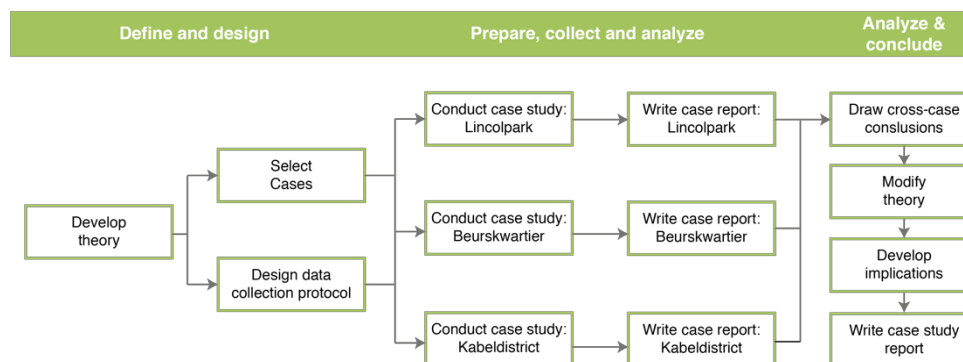 Define and design
Prepare, collect and analyze
Analyze &
conclude
Develop
theory
Select
Cases
Design data
collection protocol
Conduct case study:
Lincolpark
Conduct case study:
Beurskwartier
Conduct case study:
Kabeldistrict
Write case report:
Lincolpark
Write case report:
Beurskwartier
Write case report:
Kabeldistrict
Draw cross-case
conslusions
Modify
theory
Develop
implications
Write case study
report